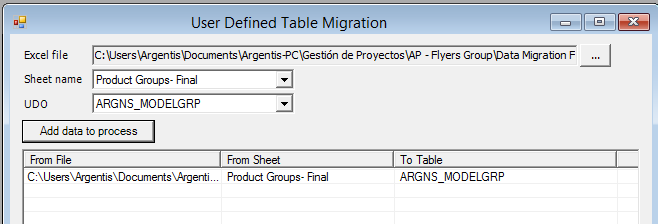 User Defined Table Migration
Excel file C:\Users\Argentis\Documents\Argentis-PC\Gestión de Proyectos\AP - Flyers Group\Data Migration F ...
Sheet name Product Groups- Final
UDO ARGNS_MODELGRP
Add data to process
From File From Sheet To Table
C:\Users\Argentis\Documents\Argenti... Product Groups- Final ARGNS_MODELGRP